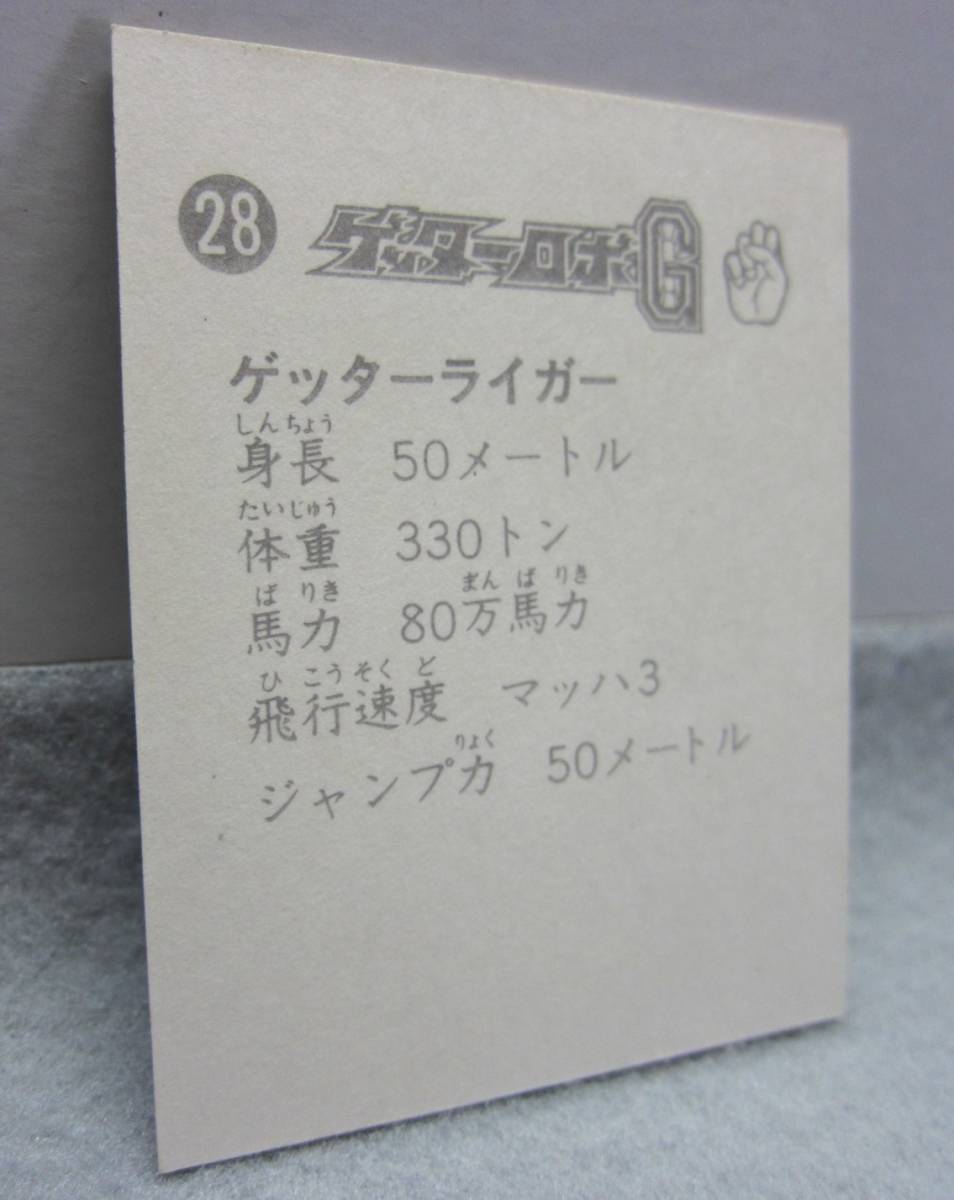 28 ゲッターロボG
ゲッターライガー
しんちょう
身長 50メートル
たいじゅう
体重 330トン
ばりき まんばりき
馬力 80万馬力
ひこうそくど
飛行速度 マッハ3
りょく
ジャンプ力 50メートル